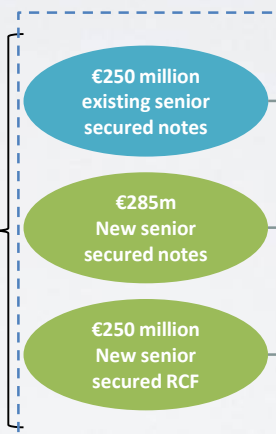 €250 million
existing senior
secured notes
€285m
New senior
secured notes
€250 million
New senior
secured RCF